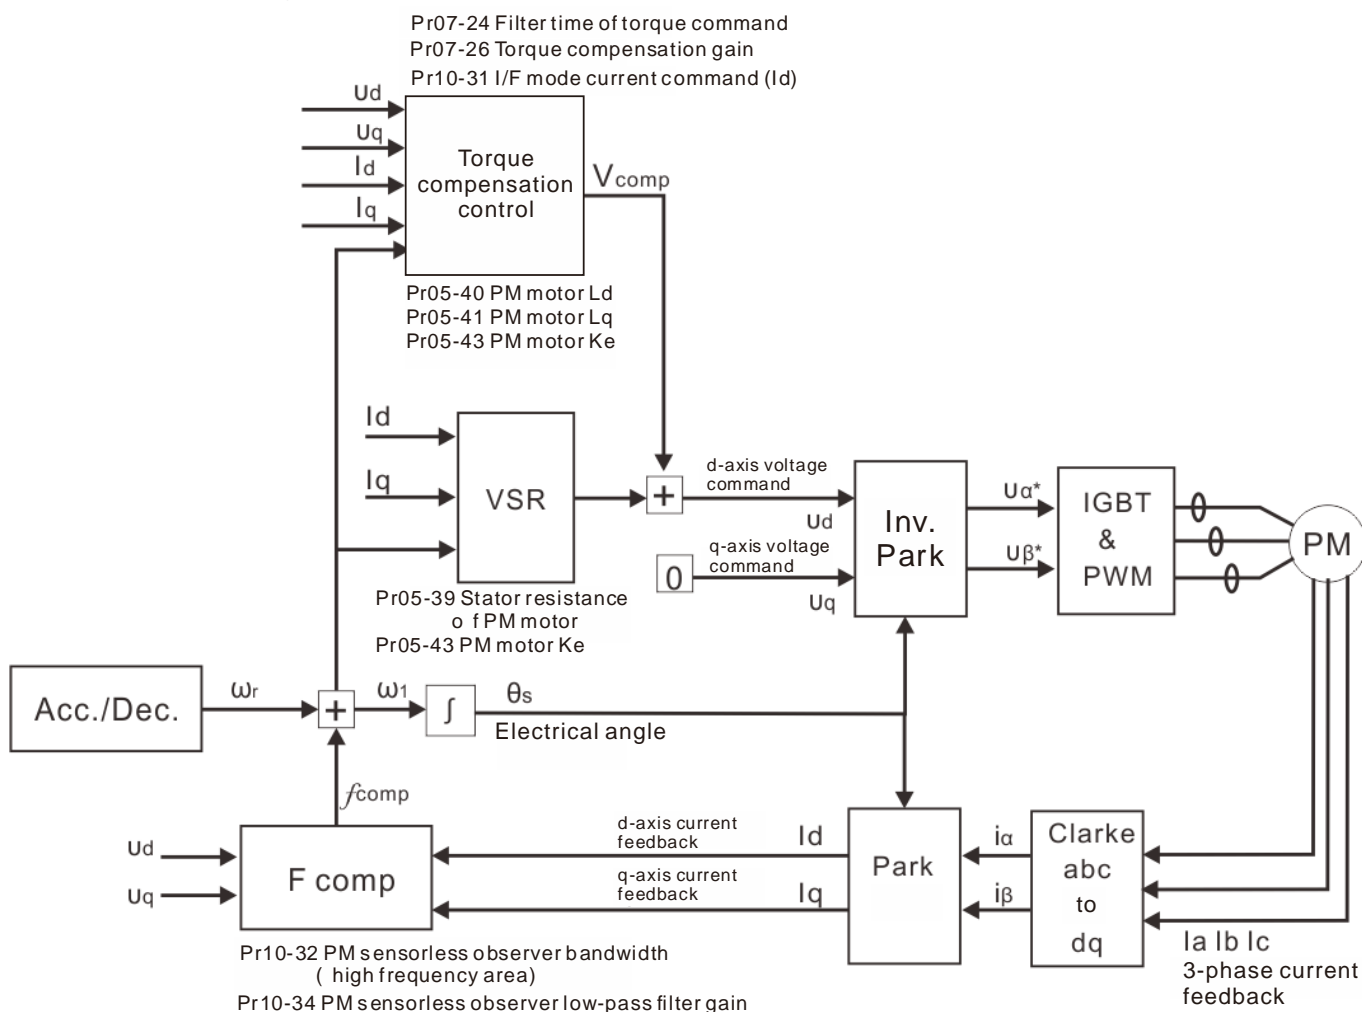 Pr07-24 Filter time of torque command
Pr07-26 Torque compensation gain
Pr10-31 I/F mode current command (Id)
ud
uq
Id
Iq
Torque
compensation
control
Vcomp
Pr05-40 PM motor Ld
Pr05-41 PM motor Lq
Pr05-43 PM motor Ke
Id
Iq
VSR
+
d-axis voltage
command
ud
0
q-axis voltage
command
uq
Inv.
Park
uα*
uβ*
IGBT
&
PWM
PM
Pr05-39 Stator resistance
o f PM motor
Pr05-43 PM motor Ke
Acc./Dec.
ωr
+
ω1
∫
θs
Electrical angle
fcomp
ud
uq
F comp
d-axis current
feedback
Id
q-axis current
feedback
Iq
Park
iα
iβ
Clarke
abc
to
dq
Ia Ib Ic
3-phase current
feedback
Pr10-32 PM sensorless observer bandwidth
( high frequency area)
Pr10-34 PM sensorless observer low-pass filter gain